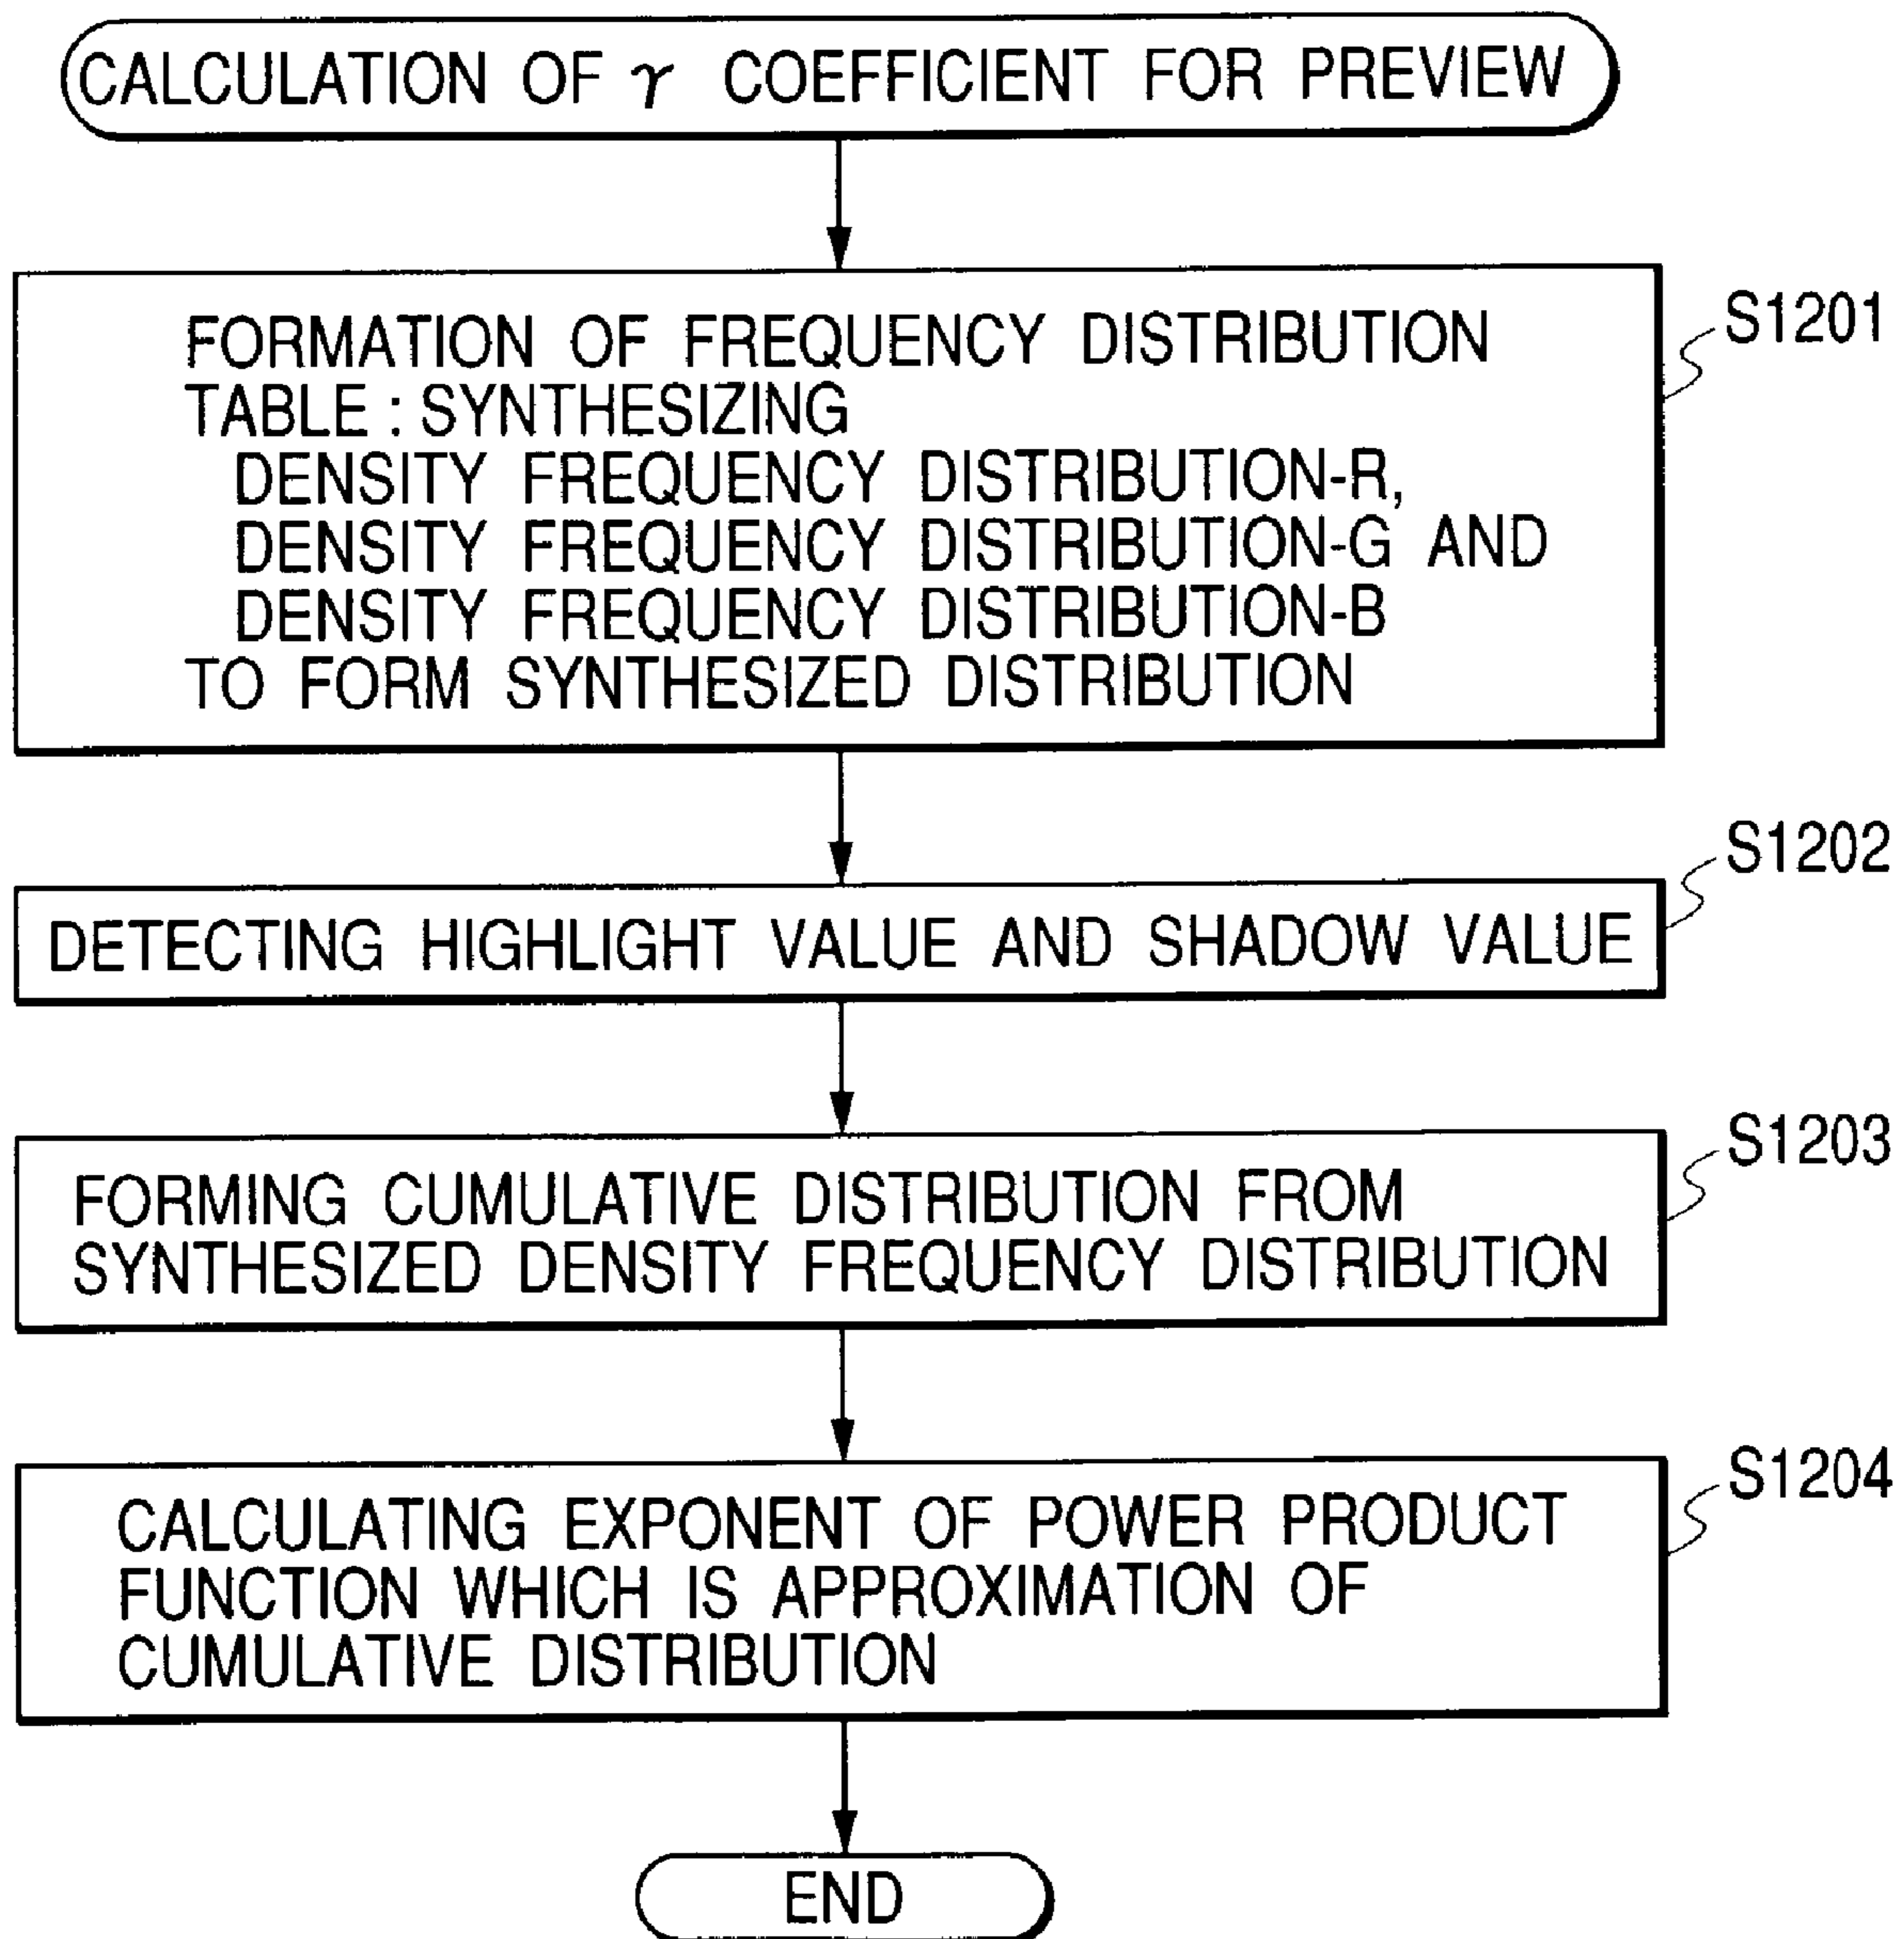 CALCULATION OF γ COEFFICIENT FOR PREVIEW
S1201
FORMATION OF FREQUENCY DISTRIBUTION
TABLE : SYNTHESIZING
DENSITY FREQUENCY DISTRIBUTION-R,
DENSITY FREQUENCY DISTRIBUTION-G AND
DENSITY FREQUENCY DISTRIBUTION-B
TO FORM SYNTHESIZED DISTRIBUTION
S1202
DETECTING HIGHLIGHT VALUE AND SHADOW VALUE
S1203
FORMING CUMULATIVE DISTRIBUTION FROM
SYNTHESIZED DENSITY FREQUENCY DISTRIBUTION
S1204
CALCULATING EXPONENT OF POWER PRODUCT
FUNCTION WHICH IS APPROXIMATION OF
CUMULATIVE DISTRIBUTION
END